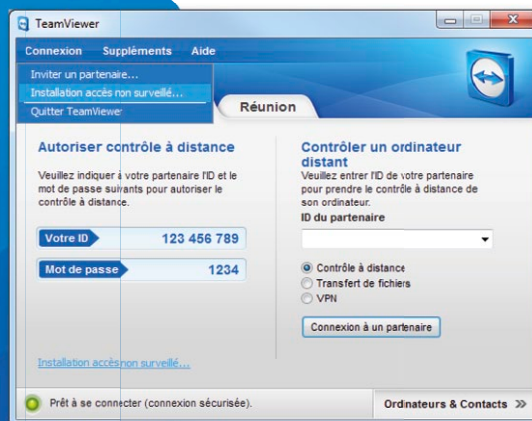 TeamViewer
Connexion Suppléments Aide
Inviter un partenaire...
Installation accès non surveillé...
Quitter TeamViewer
Réunion
Autoriser contrôle à distance
Veuillez indiquer à votre partenaire l'ID et le
mot de passe suivants pour autoriser le
contrôle à distance.
Votre ID 123 456 789
Mot de passe 1234
Installation accès non surveillé...
Contrôler un ordinateur
distant
Veuillez entrer l'ID de votre partenaire
pour prendre le contrôle à distance de
son ordinateur.
ID du partenaire
Contrôle à distance
Transfert de fichiers
VPN
Connexion à un partenaire
Prêt à se connecter (connexion sécurisée).
Ordinateurs & Contacts >>